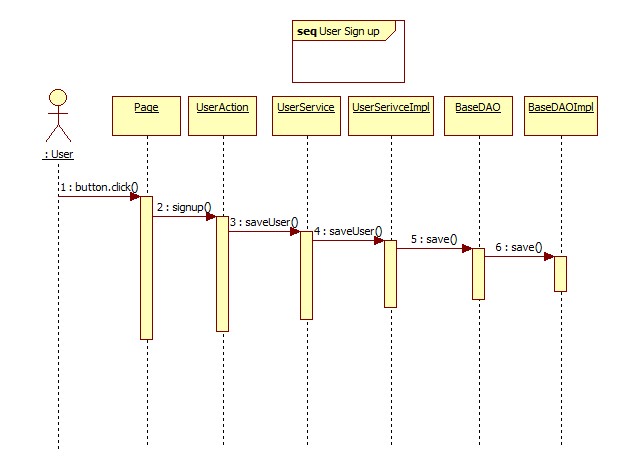 seq User Sign up
Page
UserAction
UserService
UserSerivceImpl
BaseDAO
BaseDAOImpl
: User
1 : button.click()
2 : signup()
3 : saveUser()
4 : saveUser()
5 : save()
6 : save()